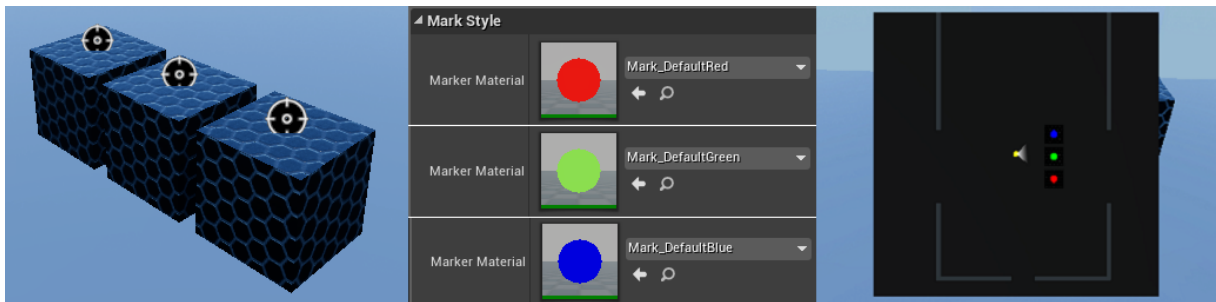 Mark Style
Marker Material
Mark_DefaultRed
Marker Material
Mark_DefaultGreen
Marker Material
Mark_DefaultBlue